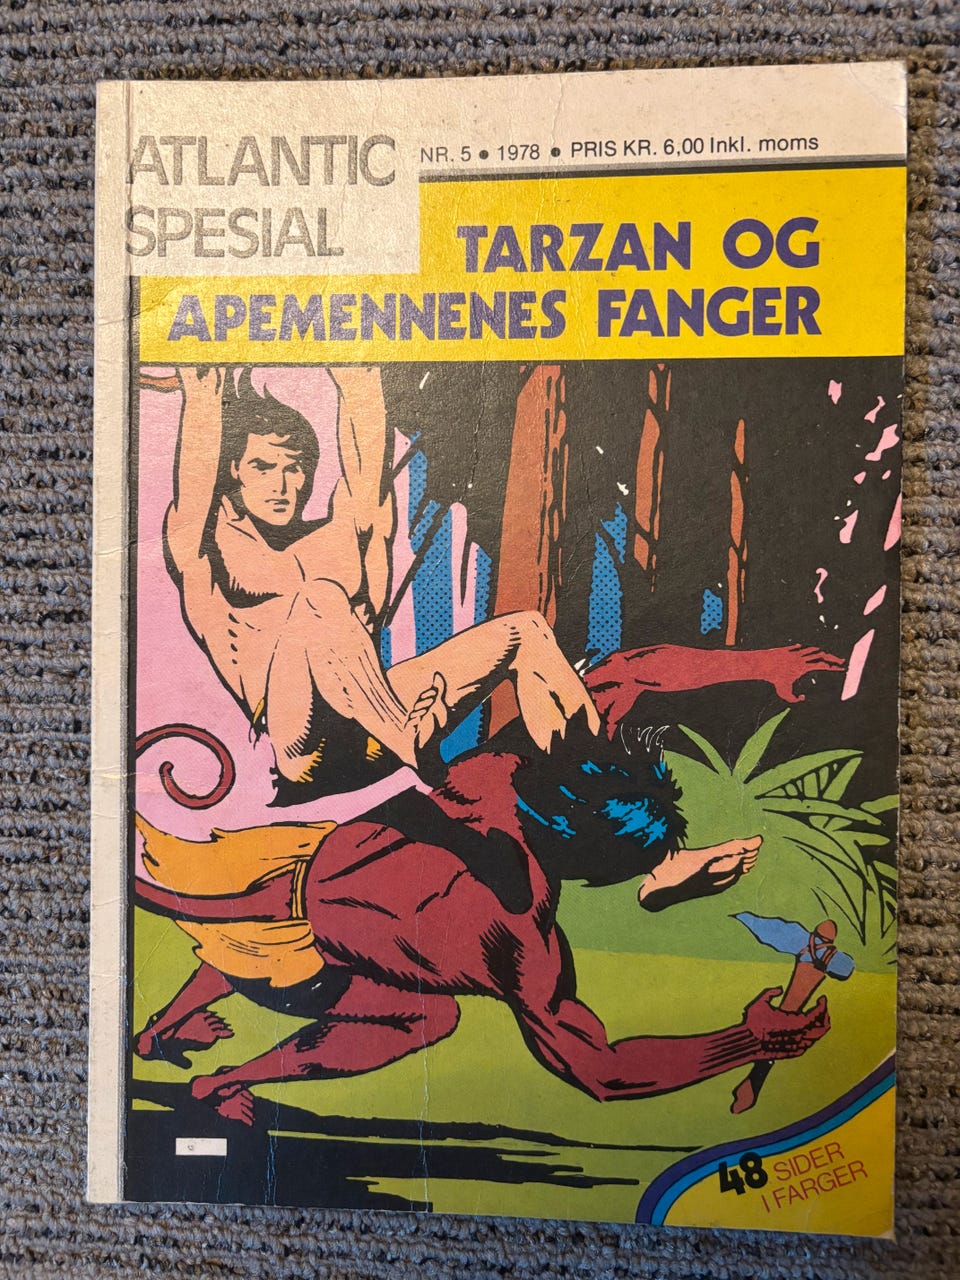 ATLANTIC
SPESIAL
NR. 5 • 1978 • PRIS KR. 6,00 Inkl. moms
TARZAN OG
APEMENNENES FANGER
48 SIDER
I FARGER